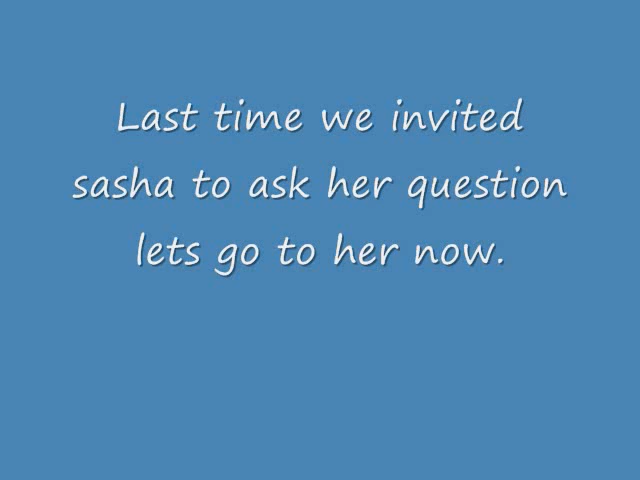 Last time we invited
sasha to ask her question
lets go to her now.